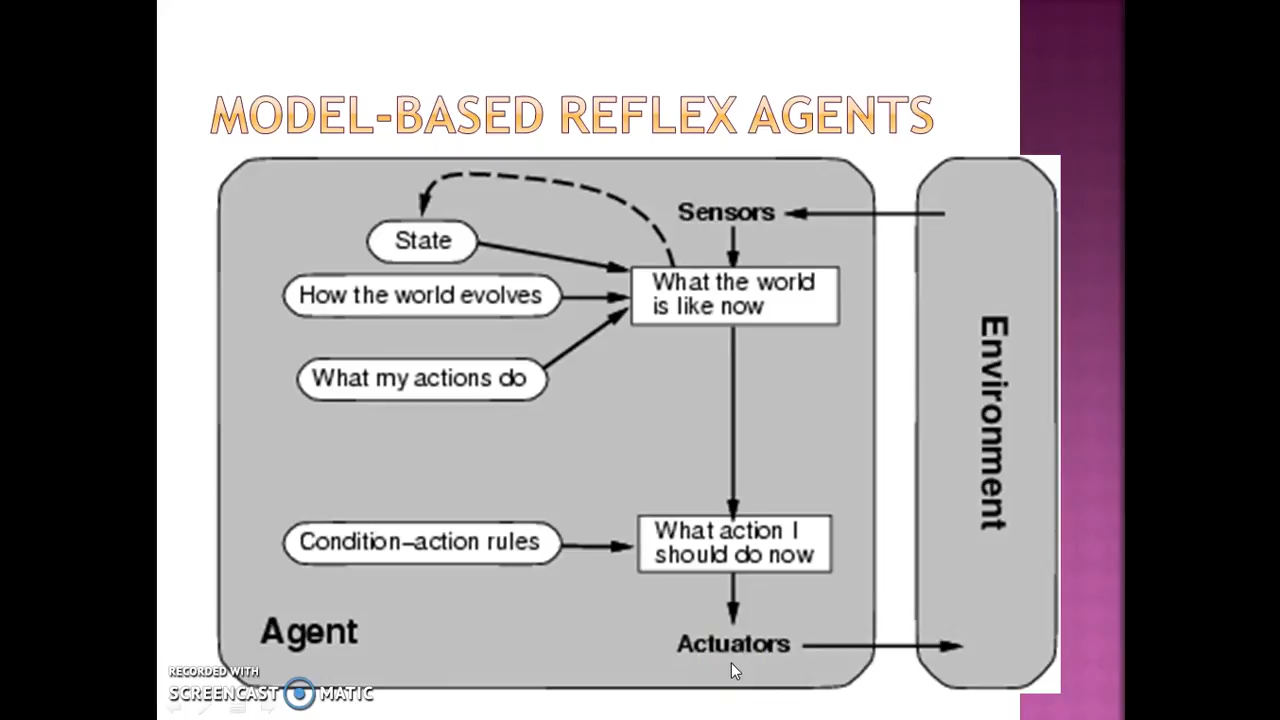 MODEL-BASED REFLEX AGENTS
Sensors
State
What the world
is like now
How the world evolves
What my actions do
Environment
Condition–action rules
What action I
should do now
Agent
Actuators
RECORDED WITH
SCREENCAST MATIC